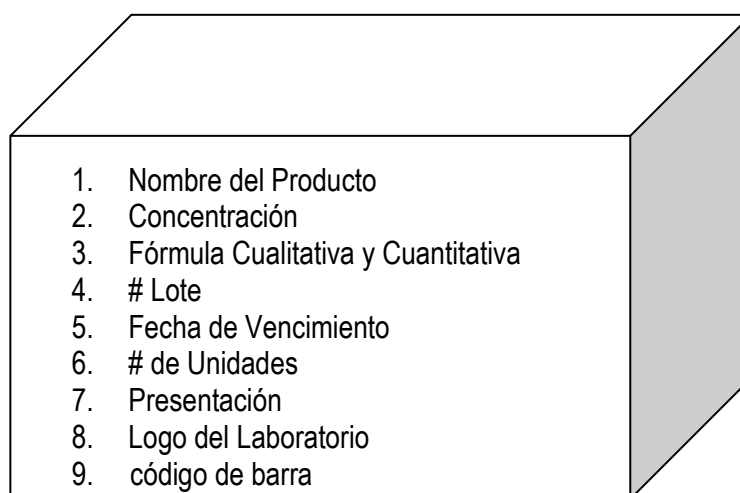 1. Nombre del Producto
2. Concentración
3. Fórmula Cualitativa y Cuantitativa
4. # Lote
5. Fecha de Vencimiento
6. # de Unidades
7. Presentación
8. Logo del Laboratorio
9. código de barra